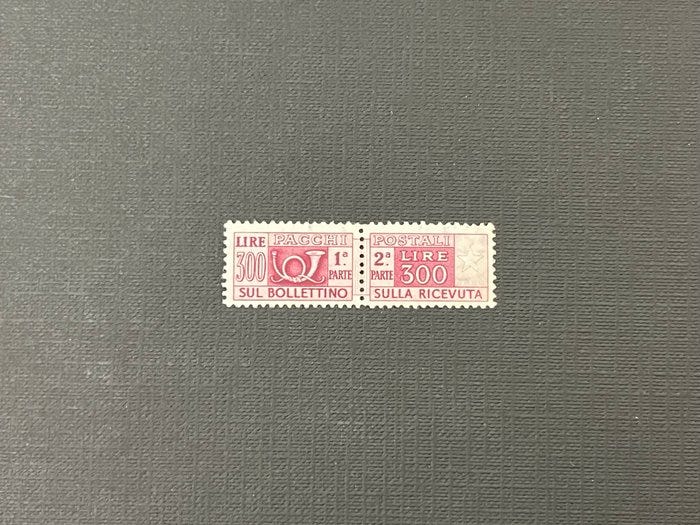 LIRE PACCHI
300 1ª PARTE
SUL BOLLETTINO
POSTALI
2ª PARTE LIRE 300
SULLA RICEVUTA